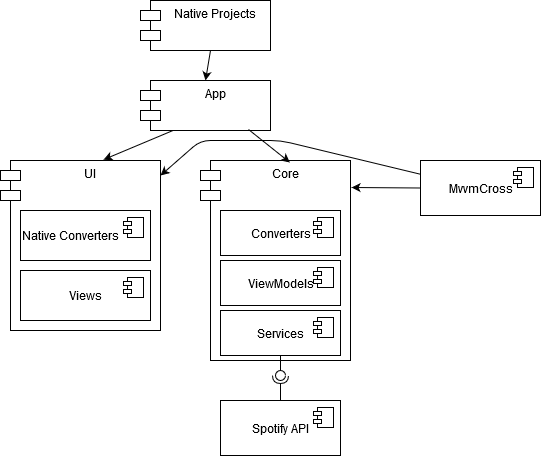 Native Projects
App
UI
Core
MvvmCross
Native Converters
Converters
ViewModels
Views
Services
Spotify API